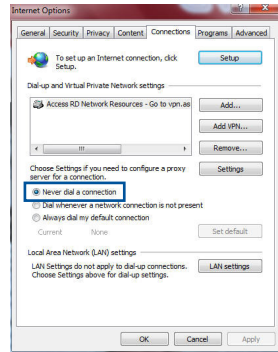 Internet Options
General Security Privacy Content Connections Programs Advanced
To set up an Internet connection, click
Setup.
Setup
Dial-up and Virtual Private Network settings
Access RD Network Resources - Go to vpn.as
Add...
Add VPN...
Remove...
Choose Settings if you need to configure a proxy
server for a connection.
Settings
Never dial a connection
Dial whenever a network connection is not present
Always dial my default connection
Current None
Set default
Local Area Network (LAN) settings
LAN Settings do not apply to dial-up connections.
Choose Settings above for dial-up settings.
LAN settings
OK Cancel Apply